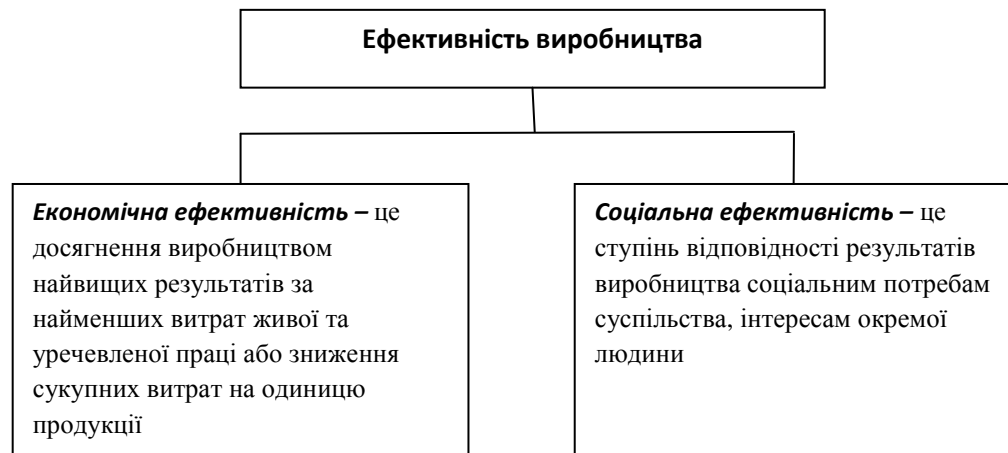 Ефективність виробництва
Економічна ефективність – це
досягнення виробництвом
найвищих результатів за
найменших витрат живої та
уречевленої праці або зниження
сукупних витрат на одиницю
продукції
Соціальна ефективність – це
ступінь відповідності результатів
виробництва соціальним потребам
суспільства, інтересам окремої
людини